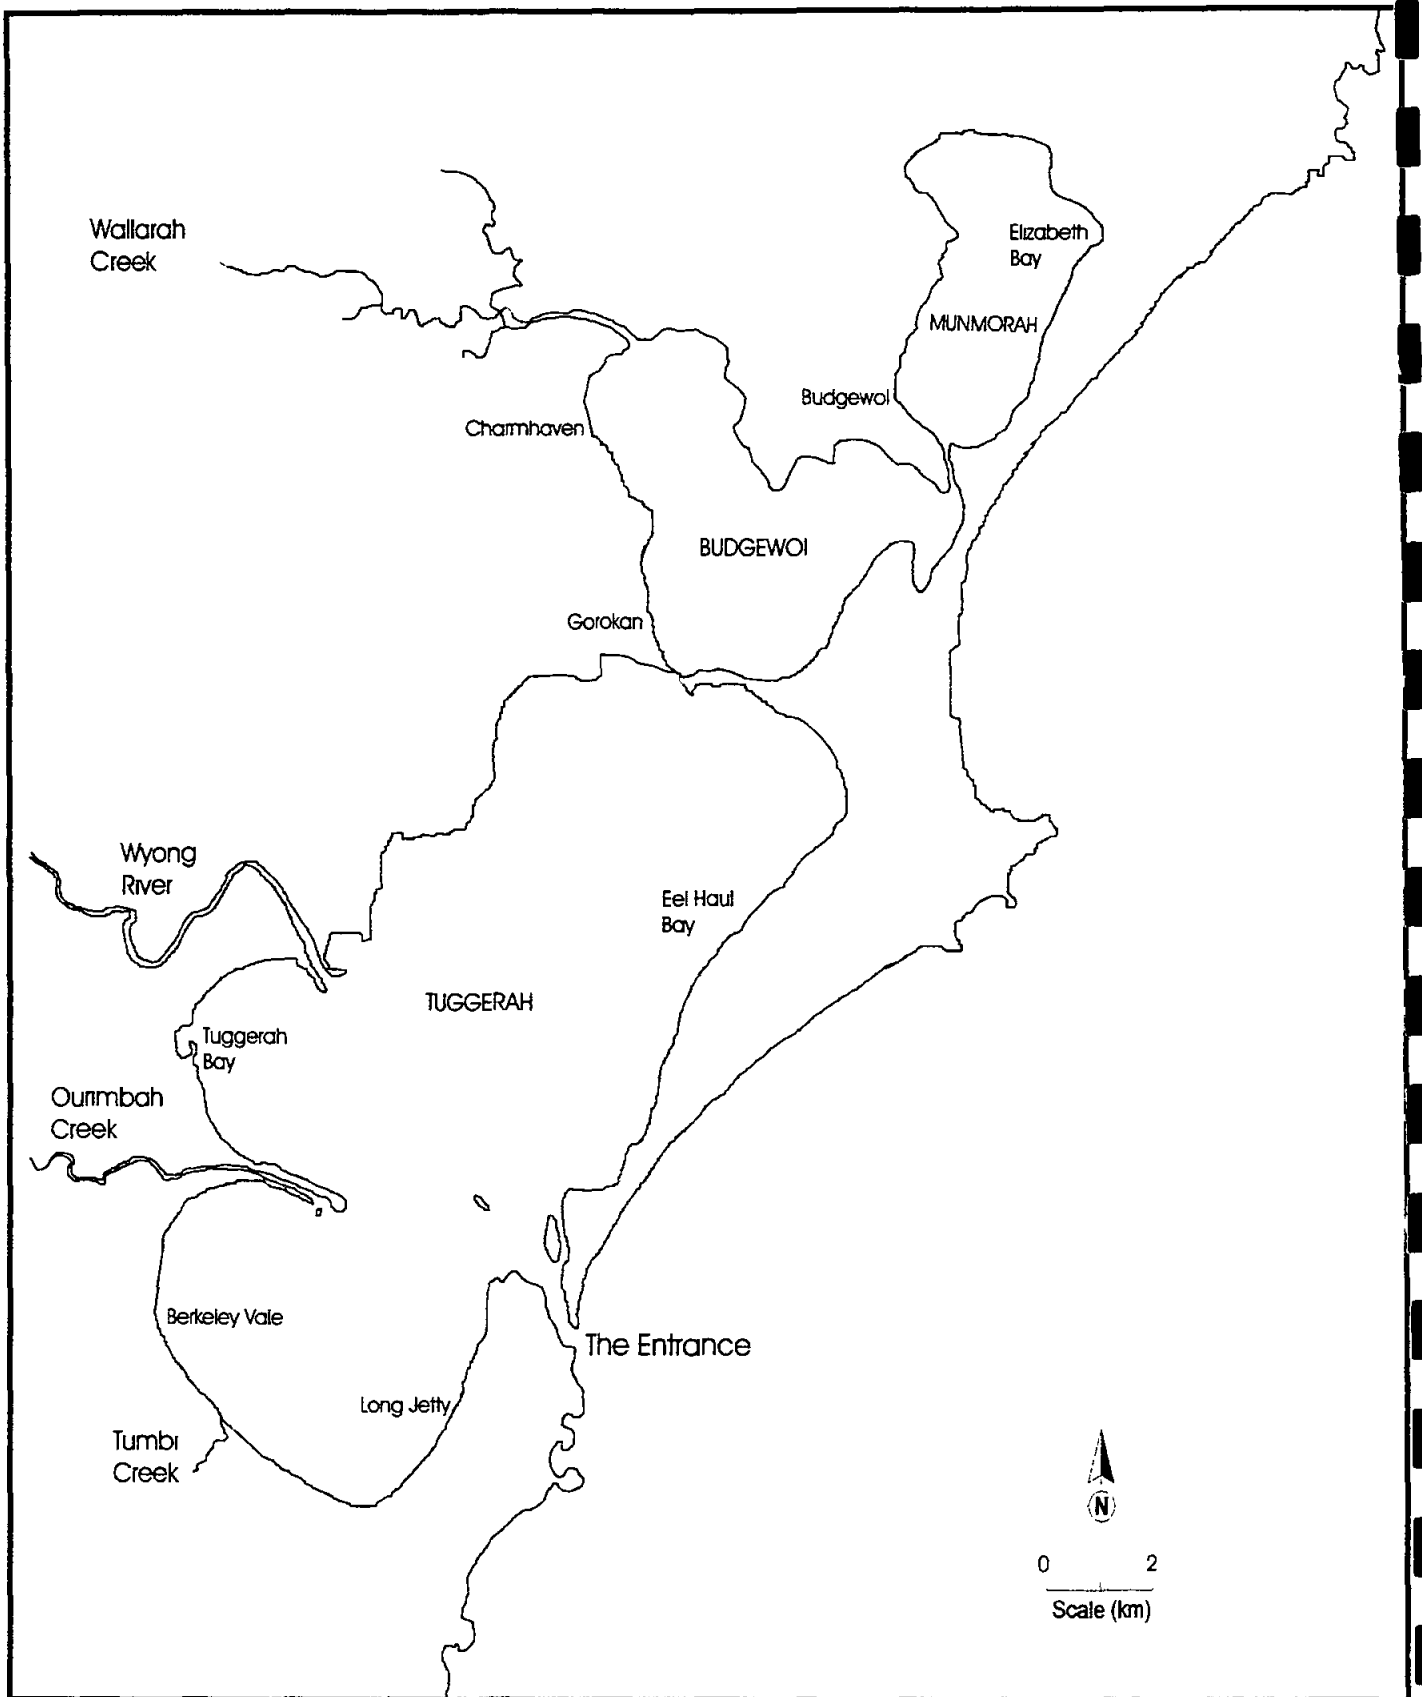 Wallarah
Creek
Elizabeth
Bay
MUNMORAH
Budgewoi
Charmhaven
BUDGEWOI
Gorokan
Wyong
River
Eel Haul
Bay
TUGGERAH
Tuggerah
Bay
Ourimbah
Creek
Berkeley Vale
The Entrance
Long Jetty
Tumbi
Creek
N
0 2
Scale (km)